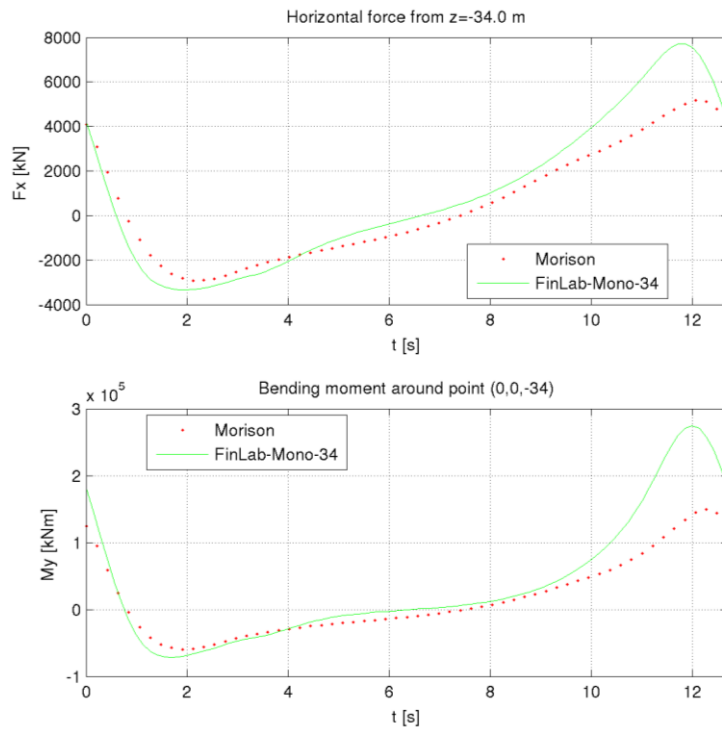 Horizontal force from z=-34.0 m
8000
6000
4000
2000
0
-2000
-4000
Fx [kN]
Morison
FinLab-Mono-34
0 2 4 6 8 10 12
t [s]
x 10^5
Bending moment around point (0,0,-34)
3
2
1
0
-1
My [kNm]
Morison
FinLab-Mono-34
0 2 4 6 8 10 12
t [s]